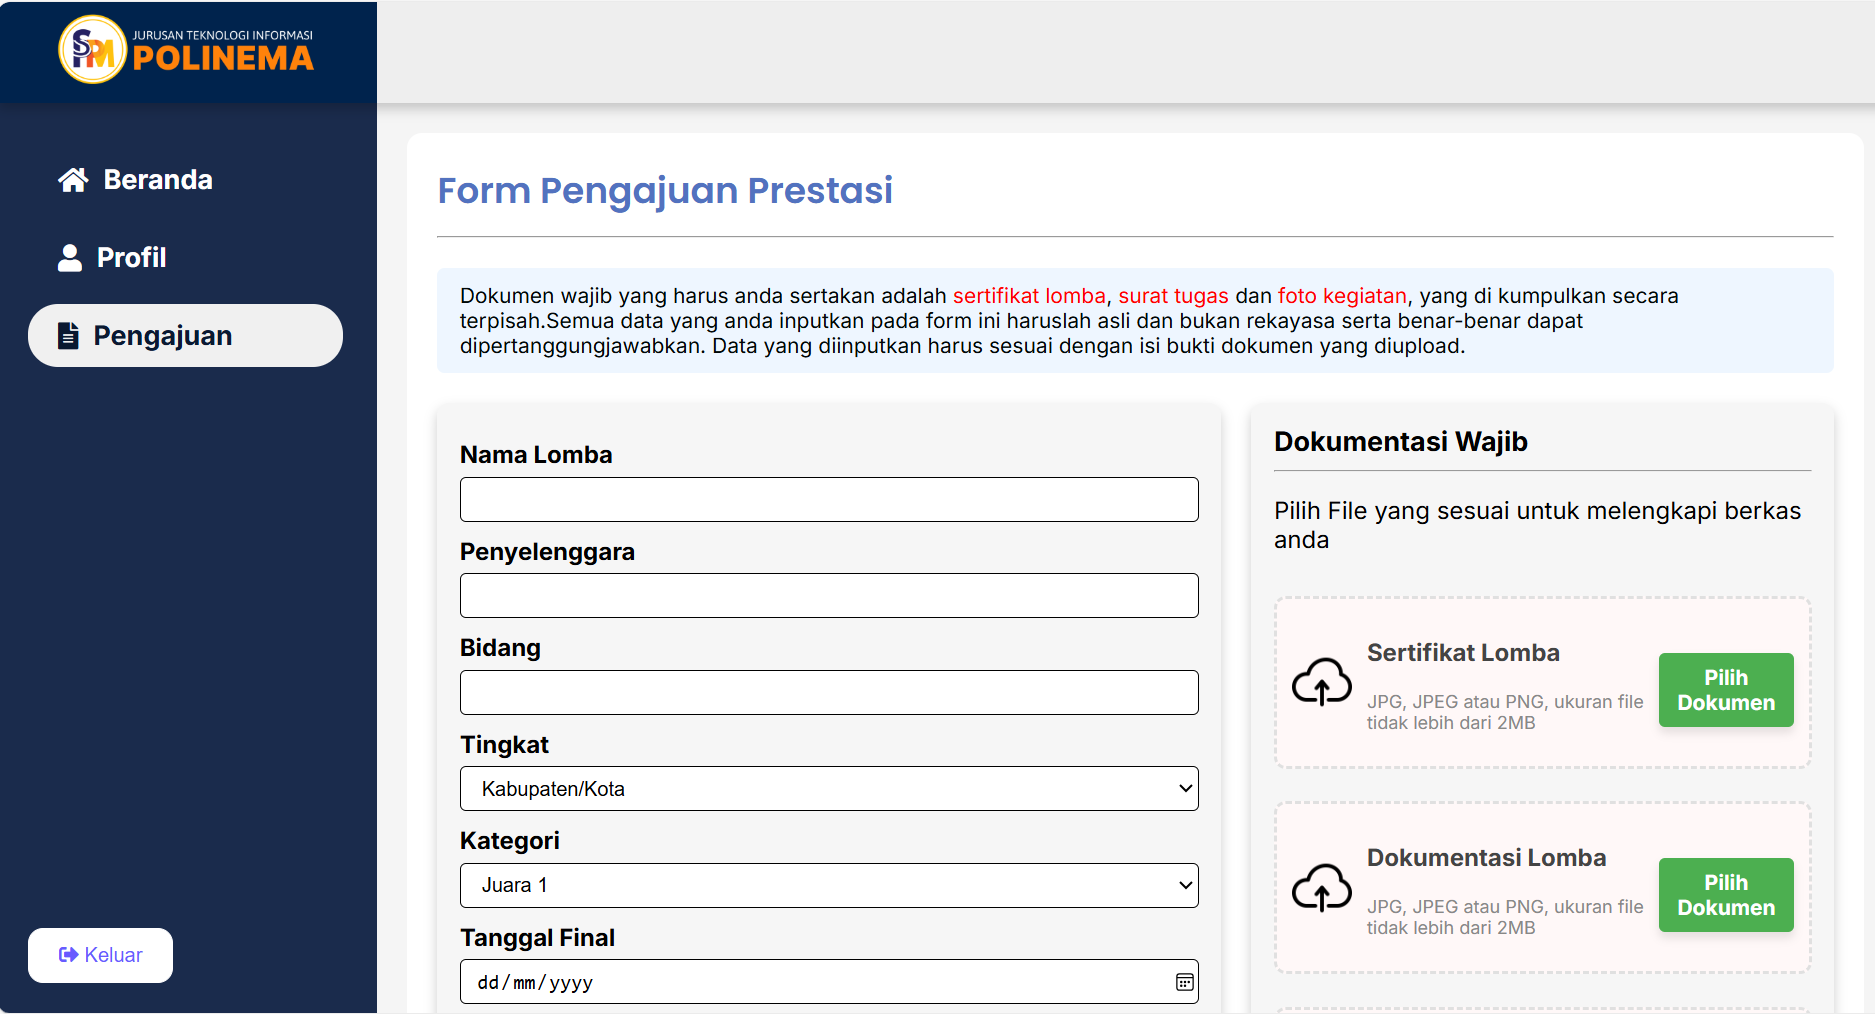 SPM
JURUSAN TEKNOLOGI INFORMASI
POLINEMA
Beranda
Profil
Pengajuan
Keluar
Form Pengajuan Prestasi
Dokumen wajib yang harus anda sertakan adalah sertifikat lomba, surat tugas dan foto kegiatan, yang di kumpulkan secara
terpisah.Semua data yang anda inputkan pada form ini haruslah asli dan bukan rekayasa serta benar-benar dapat
dipertanggungjawabkan. Data yang diinputkan harus sesuai dengan isi bukti dokumen yang diupload.
Nama Lomba
Penyelenggara
Bidang
Tingkat
Kabupaten/Kota
Kategori
Juara 1
Tanggal Final
dd/mm/yyyy
Dokumentasi Wajib
Pilih File yang sesuai untuk melengkapi berkas
anda
Sertifikat Lomba
JPG, JPEG atau PNG, ukuran file
tidak lebih dari 2MB
Pilih
Dokumen
Dokumentasi Lomba
JPG, JPEG atau PNG, ukuran file
tidak lebih dari 2MB
Pilih
Dokumen